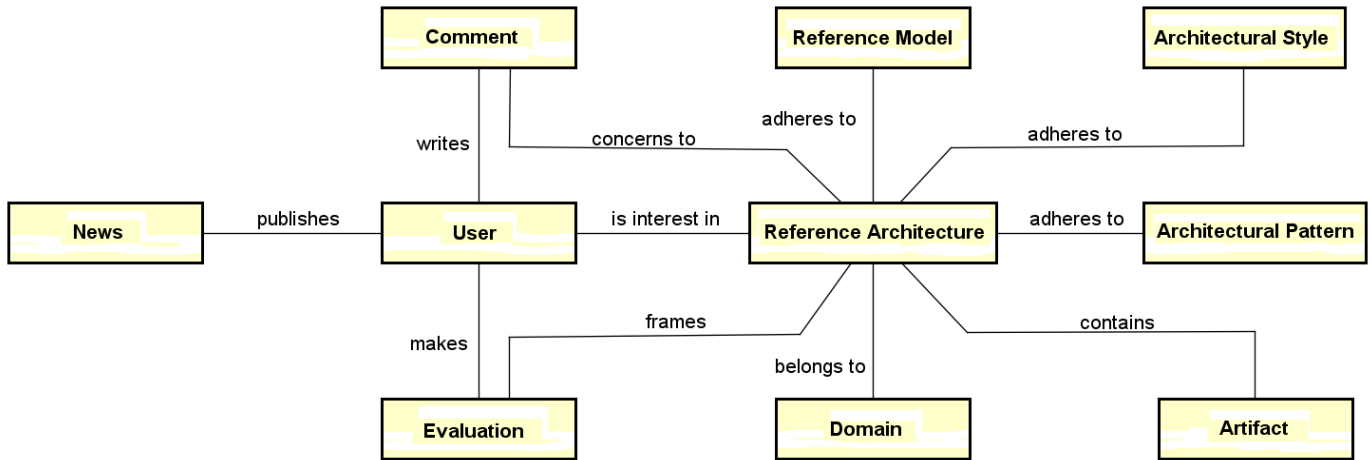 Comment
Reference Model
Architectural Style
adheres to
adheres to
writes
concerns to
News
publishes
User
is interest in
Reference Architecture
adheres to
Architectural Pattern
makes
frames
contains
belongs to
Evaluation
Domain
Artifact